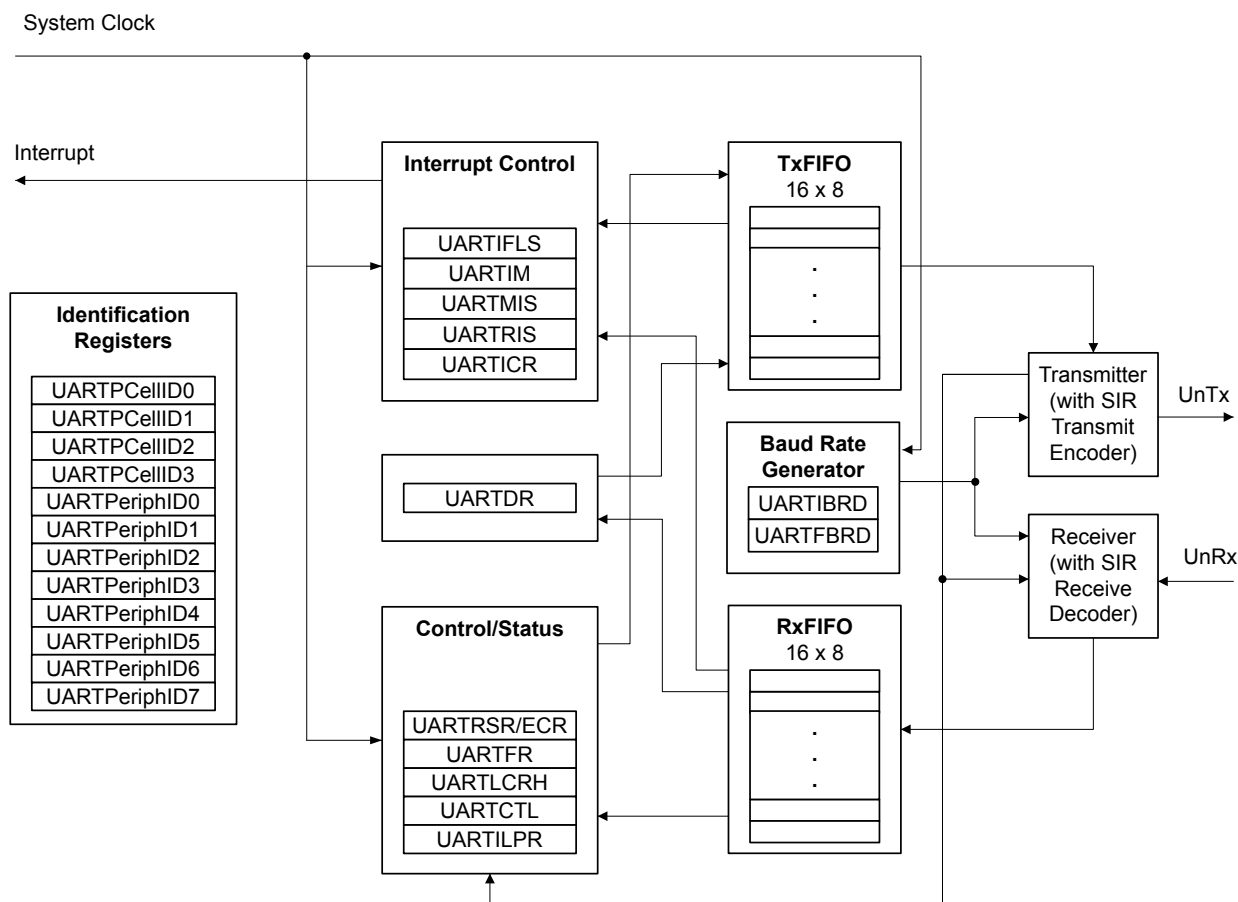 System Clock
Interrupt
Interrupt Control
UARTIFLS
UARTIM
UARTMIS
UARTRIS
UARTICR
TxFIFO
16 x 8
.
.
.
Identification
Registers
UARTPCellID0
UARTPCellID1
UARTPCellID2
UARTPCellID3
UARTPeriphID0
UARTPeriphID1
UARTPeriphID2
UARTPeriphID3
UARTPeriphID4
UARTPeriphID5
UARTPeriphID6
UARTPeriphID7
UARTDR
Baud Rate
Generator
UARTIBRD
UARTFBRD
Transmitter
(with SIR
Transmit
Encoder)
UnTx
Receiver
(with SIR
Receive
Decoder)
UnRx
Control/Status
UARTRSR/ECR
UARTFR
UARTLCRH
UARTCTL
UARTILPR
RxFIFO
16 x 8
.
.
.